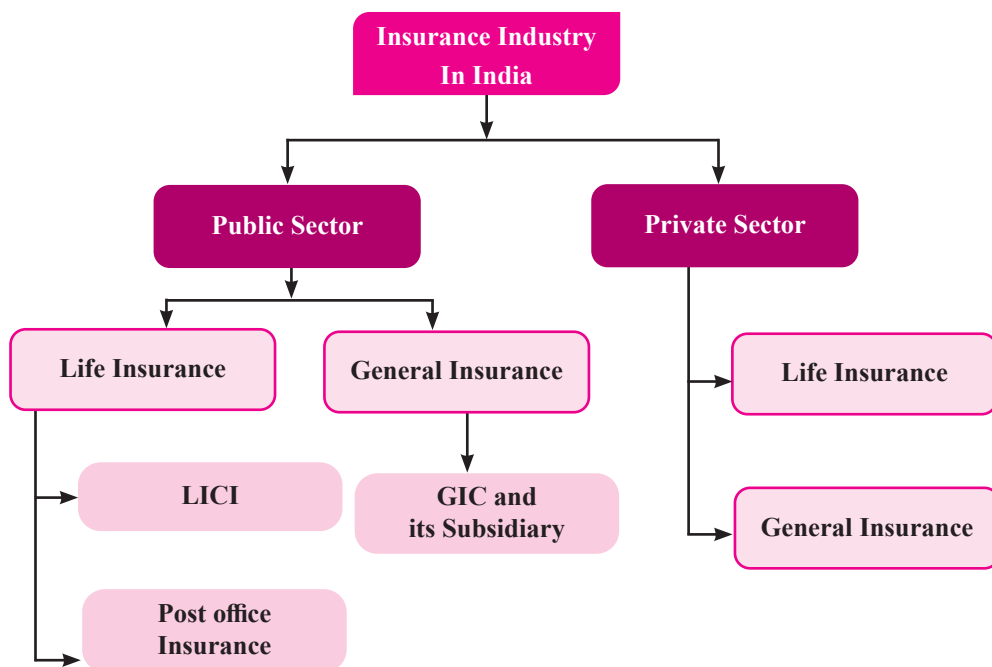 Insurance Industry
In India
Public Sector
Private Sector
Life Insurance
General Insurance
Life Insurance
LICI
GIC and
its Subsidiary
General Insurance
Post office
Insurance